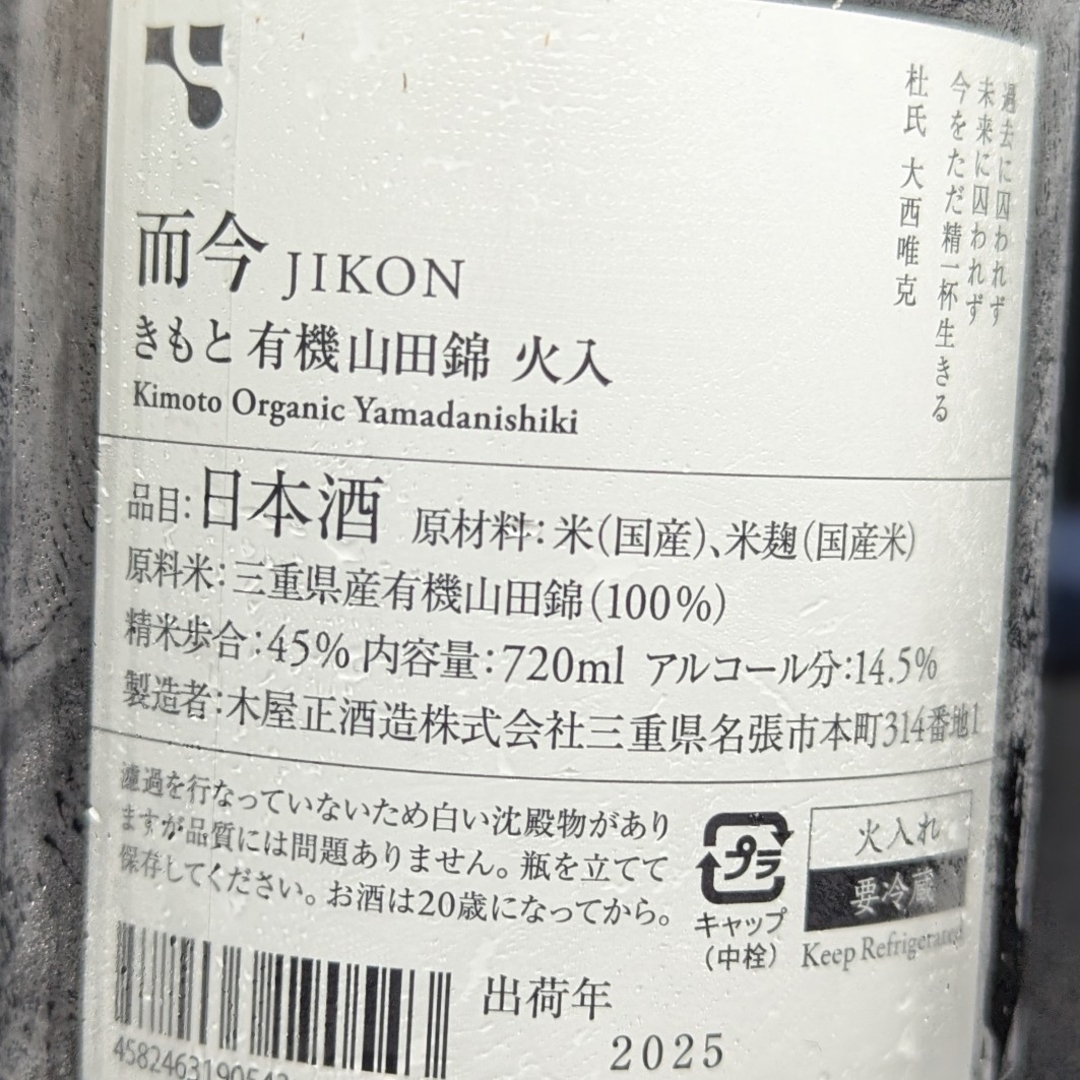 過去に囚われず
未来に囚われず
今をただ精一杯生きる
杜氏 大西唯克
而今 JIKON
きもと 有機山田錦 火入
Kimoto Organic Yamadanishiki
品目:日本酒 原材料:米(国産)、米麹(国産米)
原料米:三重県産有機山田錦(100%)
精米歩合:45% 内容量:720ml アルコール分:14.5%
製造者:木屋正酒造株式会社三重県名張市本町314番地1
濾過を行なっていないため白い沈殿物があり
ますが品質には問題ありません。瓶を立てて
保存してください。お酒は20歳になってから。
プラ
キャップ
(中栓)
火入れ
要冷蔵
Keep Refrigerated
出荷年
2025